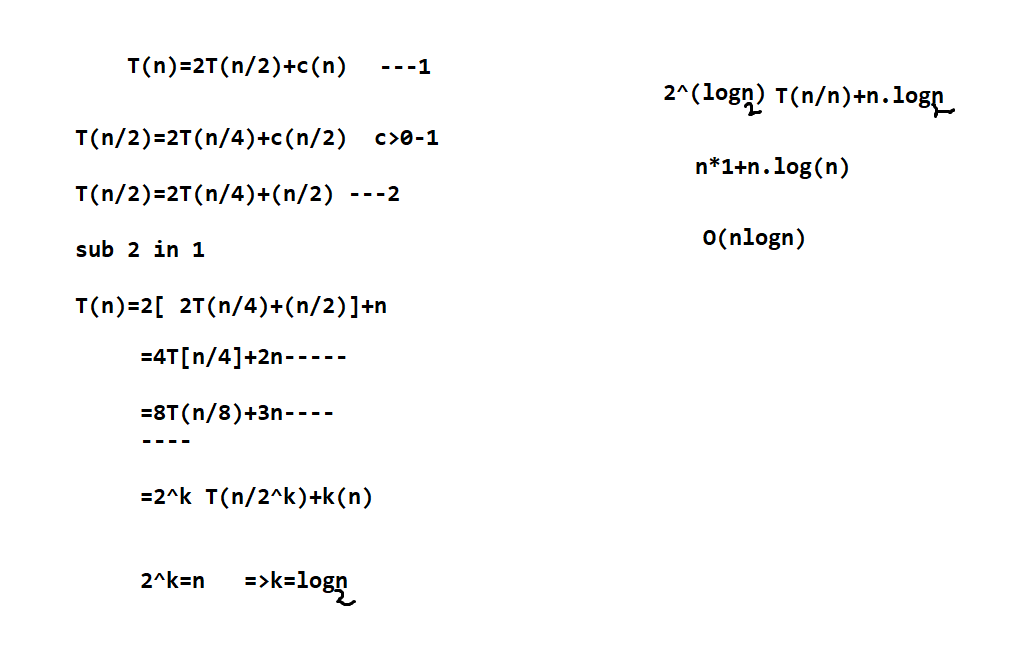 T(n)=2T(n/2)+c(n) ---1
T(n/2)=2T(n/4)+c(n/2) c>0-1
T(n/2)=2T(n/4)+(n/2) ---2
sub 2 in 1
T(n)=2[ 2T(n/4)+(n/2)]+n
=4T[n/4]+2n-----
=8T(n/8)+3n----
----
=2^k T(n/2^k)+k(n)
2^k=n =>k=logn
2
2^(logn) T(n/n)+n.logn
2
n*1+n.log(n)
O(nlogn)